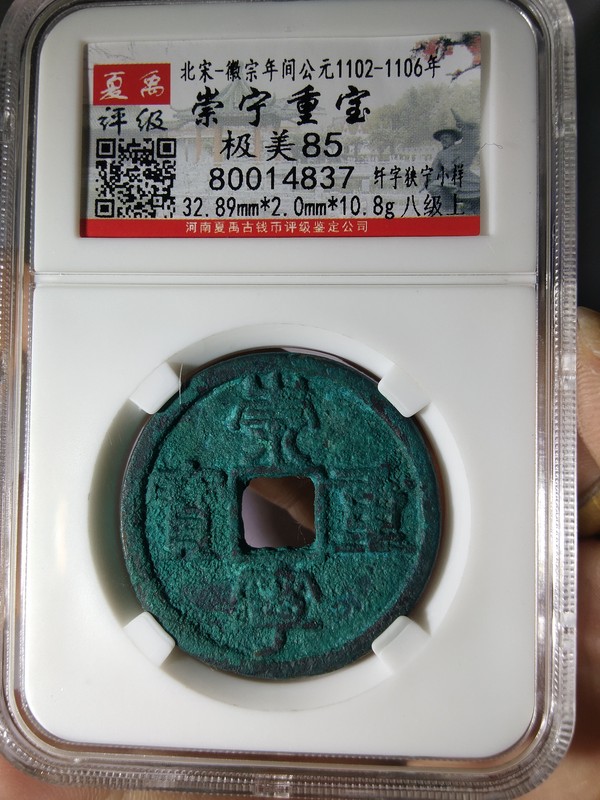 夏禹
评级
北宋-徽宗年间公元1102-1106年
崇宁重宝
极美85
80014837 纤字狭宁小样
32.89mm*2.0mm*10.8g 八级上
河南夏禹古钱币评级鉴定公司
崇
寳 重
寧